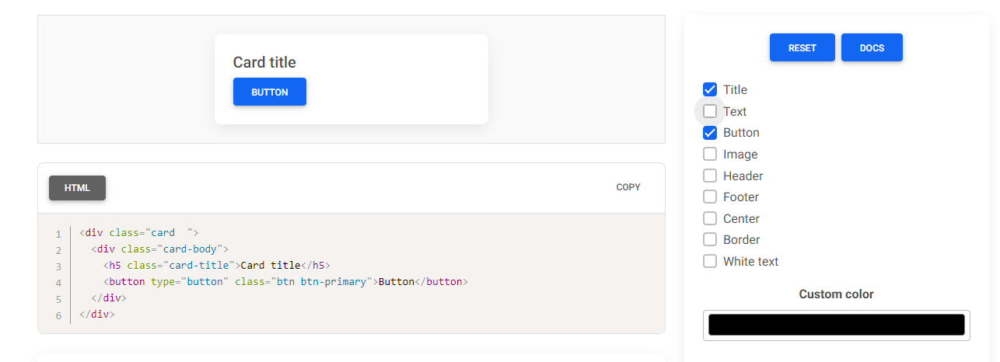 Card title
BUTTON
HTML
COPY
1 <div class="card  ">
2   <div class="card-body">
3     <h5 class="card-title">Card title</h5>
4     <button type="button" class="btn btn-primary">Button</button>
5   </div>
6 </div>
RESET DOCS
Title
Text
Button
Image
Header
Footer
Center
Border
White text
Custom color